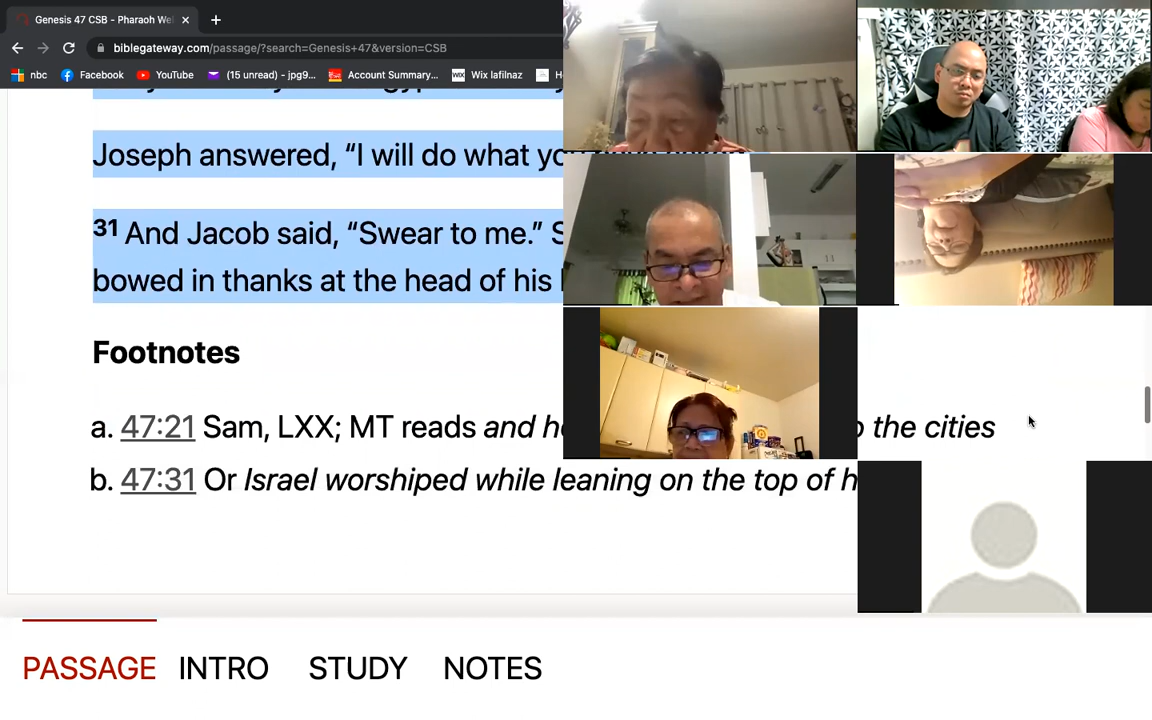 Genesis 47 CSB - Pharaoh Wel
biblegateway.com/passage/?search=Genesis+47&version=CSB
nbc Facebook YouTube (15 unread) - jpg9... Account Summary... WIX Wix lafilnaz
Joseph answered, “I will do what
31 And Jacob said, “Swear to me.”
bowed in thanks at the head of his
Footnotes
a. 47:21 Sam, LXX; MT reads and the cities
b. 47:31 Or Israel worshiped while leaning on the top of
PASSAGE INTRO STUDY NOTES